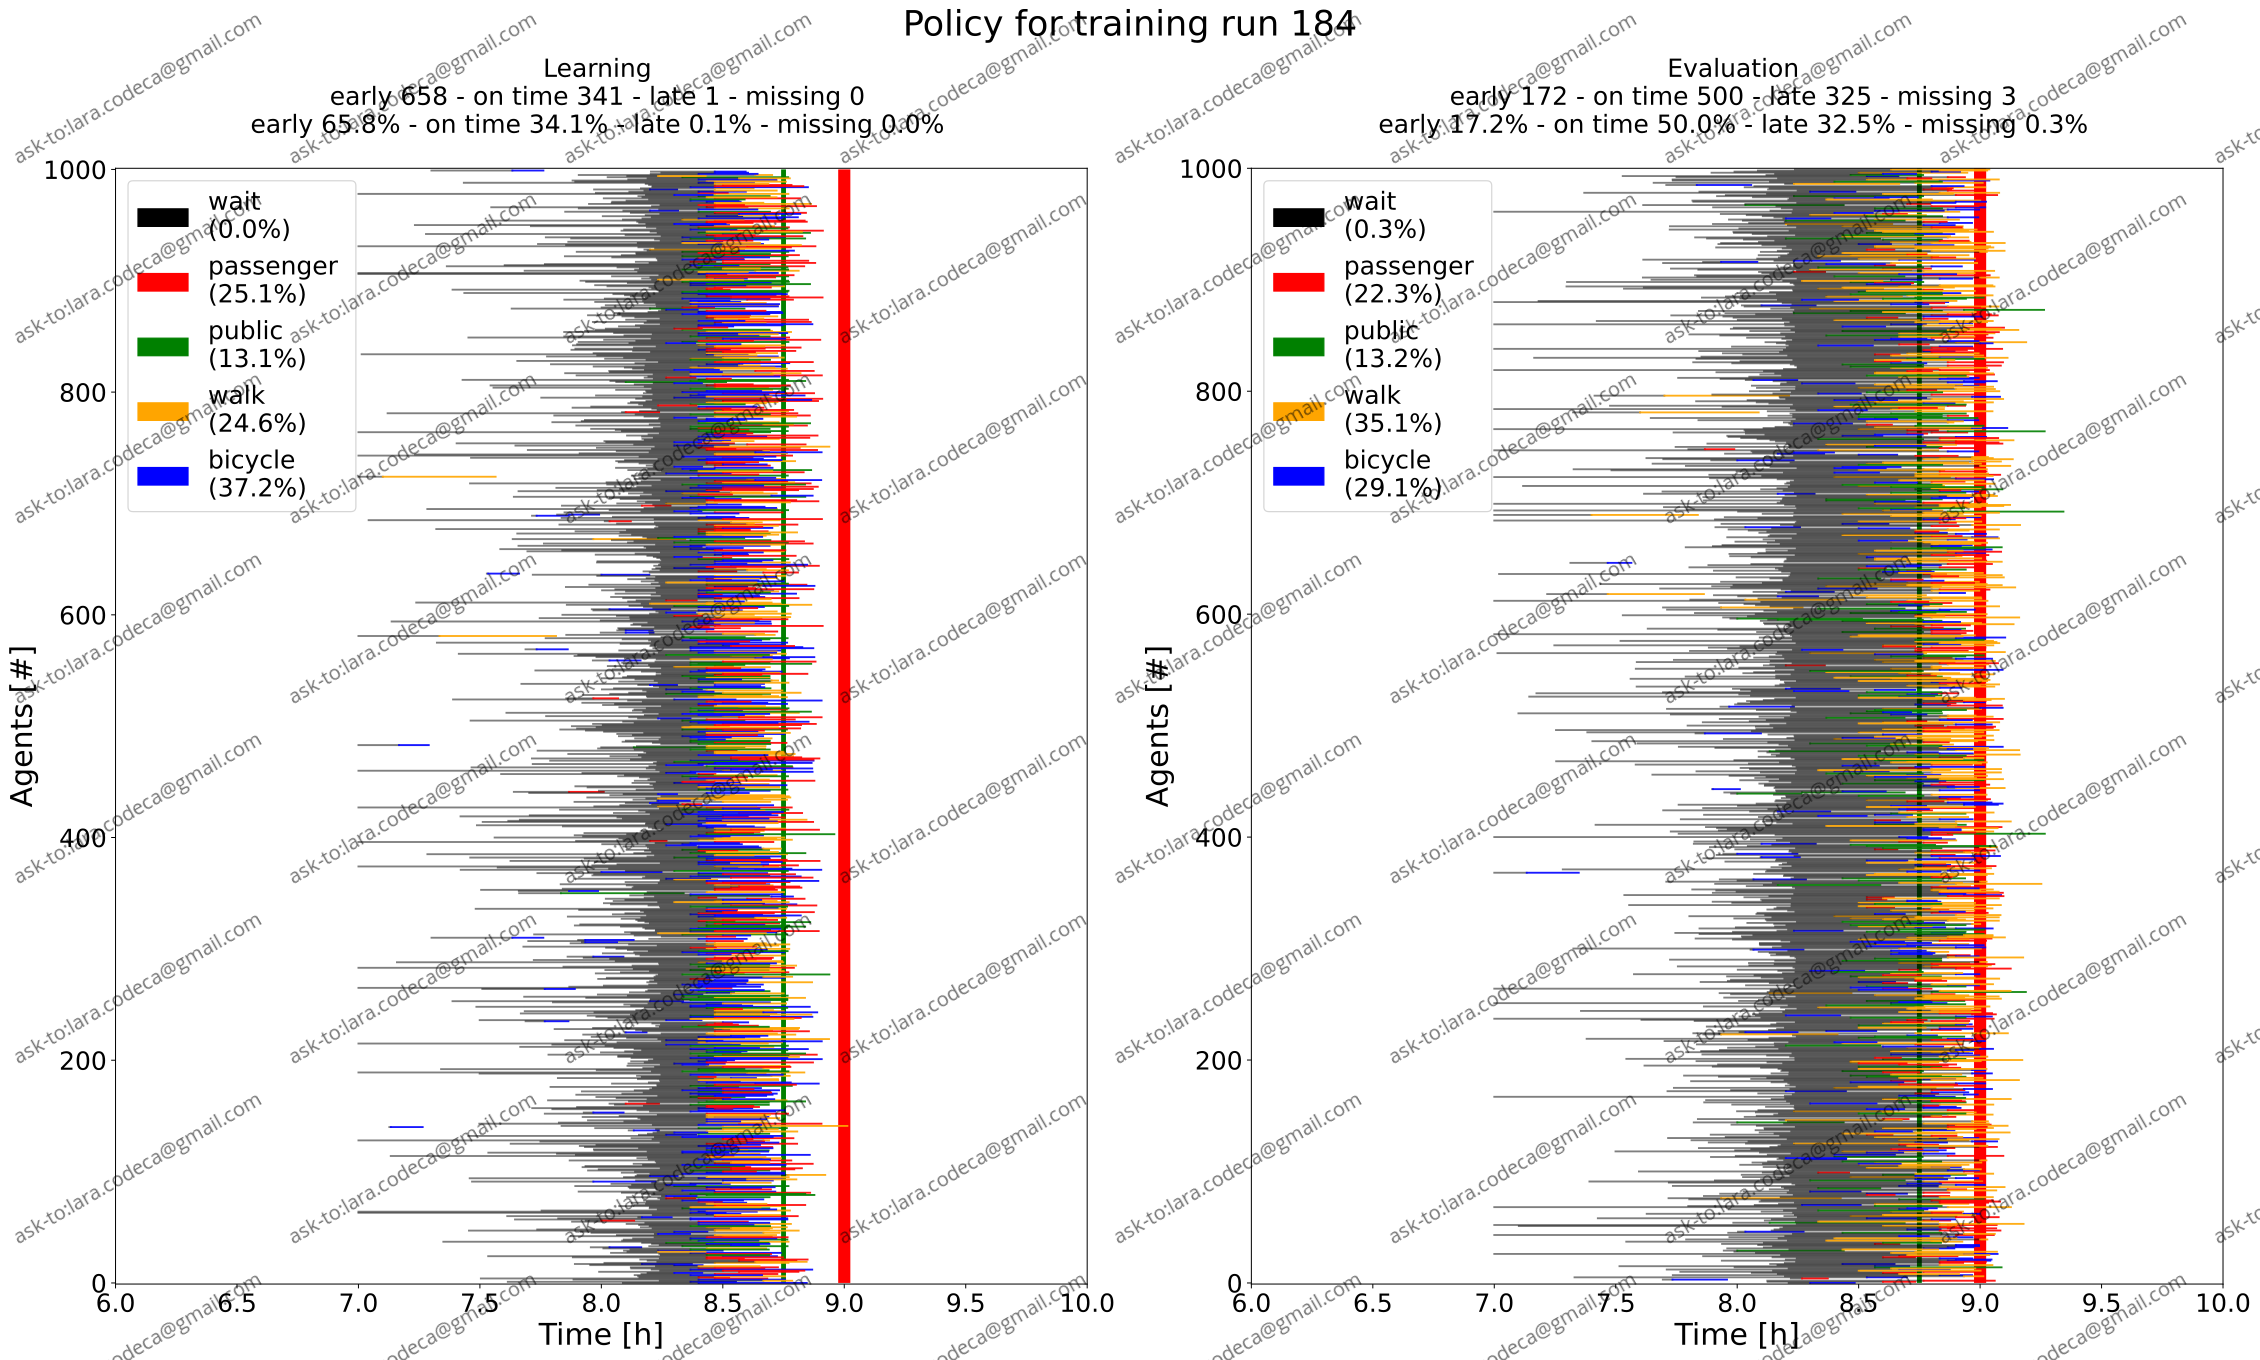 Policy for training run 184
Learning
early 658 - on time 341 - late 1 - missing 0
early 65.8% - on time 34.1% - late 0.1% - missing 0.0%
1000
800
600
400
200
0
Agents [#]
wait
(0.0%)
passenger
(25.1%)
public
(13.1%)
walk
(24.6%)
bicycle
(37.2%)
6.0 6.5 7.0 7.5 8.0 8.5 9.0 9.5 10.0
Time [h]
Evaluation
early 172 - on time 500 - late 325 - missing 3
early 17.2% - on time 50.0% - late 32.5% - missing 0.3%
1000
800
600
400
200
0
Agents [#]
wait
(0.3%)
passenger
(22.3%)
public
(13.2%)
walk
(35.1%)
bicycle
(29.1%)
6.0 6.5 7.0 7.5 8.0 8.5 9.0 9.5 10.0
Time [h]
ask-to:lara.codeca@gmail.com